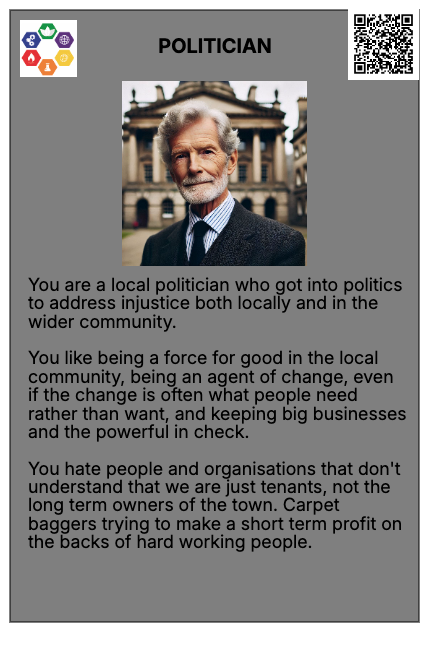 POLITICIAN
You are a local politician who got into politics
to address injustice both locally and in the
wider community.
You like being a force for good in the local
community, being an agent of change, even
if the change is often what people need
rather than want, and keeping big businesses
and the powerful in check.
You hate people and organisations that don't
understand that we are just tenants, not the
long term owners of the town. Carpet
baggers trying to make a short term profit on
the backs of hard working people.